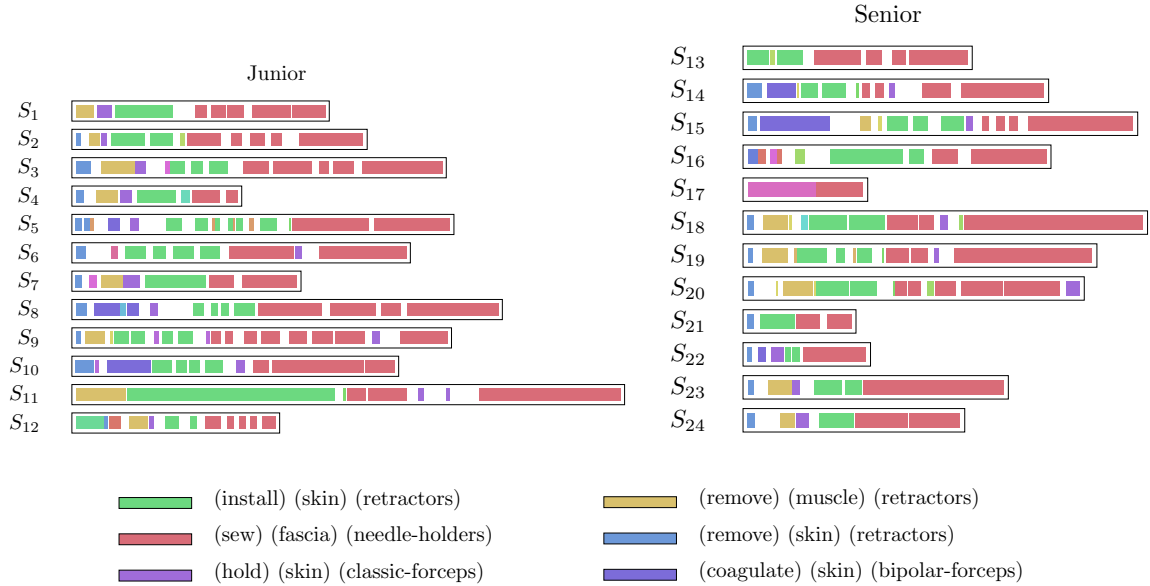 Junior
S1
S2
S3
S4
S5
S6
S7
S8
S9
S10
S11
S12
Senior
S13
S14
S15
S16
S17
S18
S19
S20
S21
S22
S23
S24
(install) (skin) (retractors)
(sew) (fascia) (needle-holders)
(hold) (skin) (classic-forceps)
(remove) (muscle) (retractors)
(remove) (skin) (retractors)
(coagulate) (skin) (bipolar-forceps)